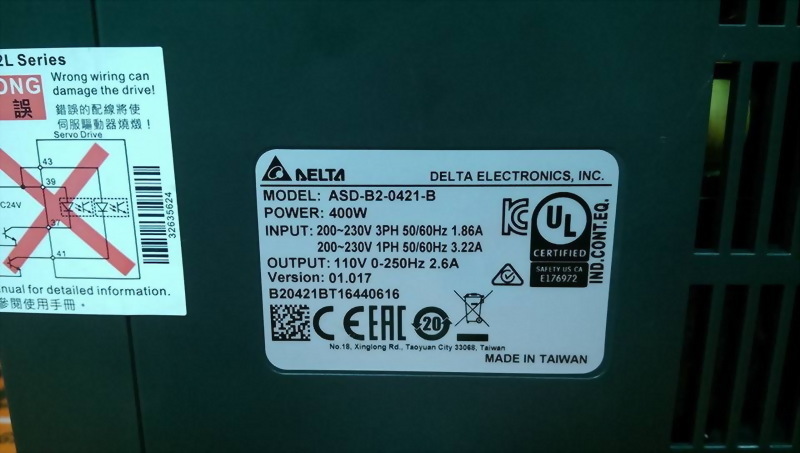 2L Series
Wrong wiring can
damage the drive!
錯誤的配線將使
伺服驅動器燒燬！
誤
Servo Drive
43
39
C24V
37
41
32635624
nual for detailed information.
參閱使用手冊。
DELTA
DELTA ELECTRONICS, INC.
MODEL: ASD-B2-0421-B
POWER: 400W
INPUT: 200~230V 3PH 50/60Hz 1.86A
200~230V 1PH 50/60Hz 3.22A
OUTPUT: 110V 0-250Hz 2.6A
Version: 01.017
B20421BT16440616
UL
CERTIFIED
SAFETY US CA
E176972
IND.CONT.EQ.
CE EAC 20
No.18, Xinglong Rd., Taoyuan City 33068, Taiwan
MADE IN TAIWAN